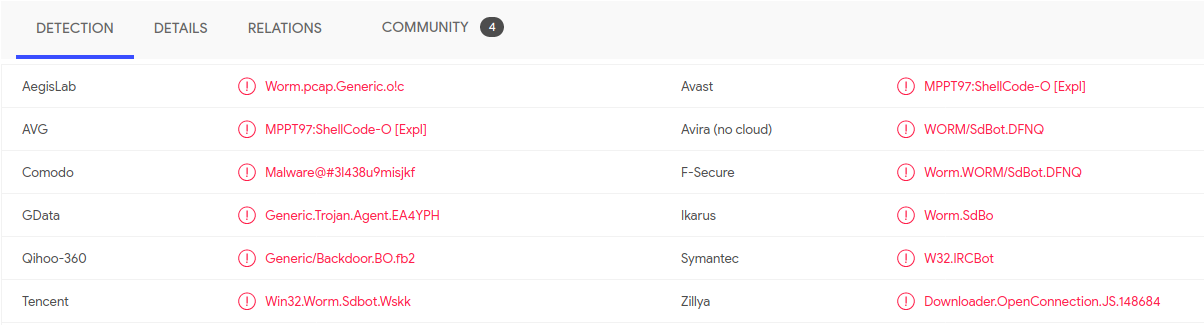 DETECTION DETAILS RELATIONS COMMUNITY 4
AegisLab Worm.pcap.Generic.o!c Avast MPPT97:ShellCode-O [Expl]
AVG MPPT97:ShellCode-O [Expl] Avira (no cloud) WORM/SdBot.DFNQ
Comodo Malware@#3l438u9misjkf F-Secure Worm.WORM/SdBot.DFNQ
GData Generic.Trojan.Agent.EA4YPH Ikarus Worm.SdBo
Qihoo-360 Generic/Backdoor.BO.fb2 Symantec W32.IRCBot
Tencent Win32.Worm.Sdbot.Wskk Zillya Downloader.OpenConnection.JS.148684